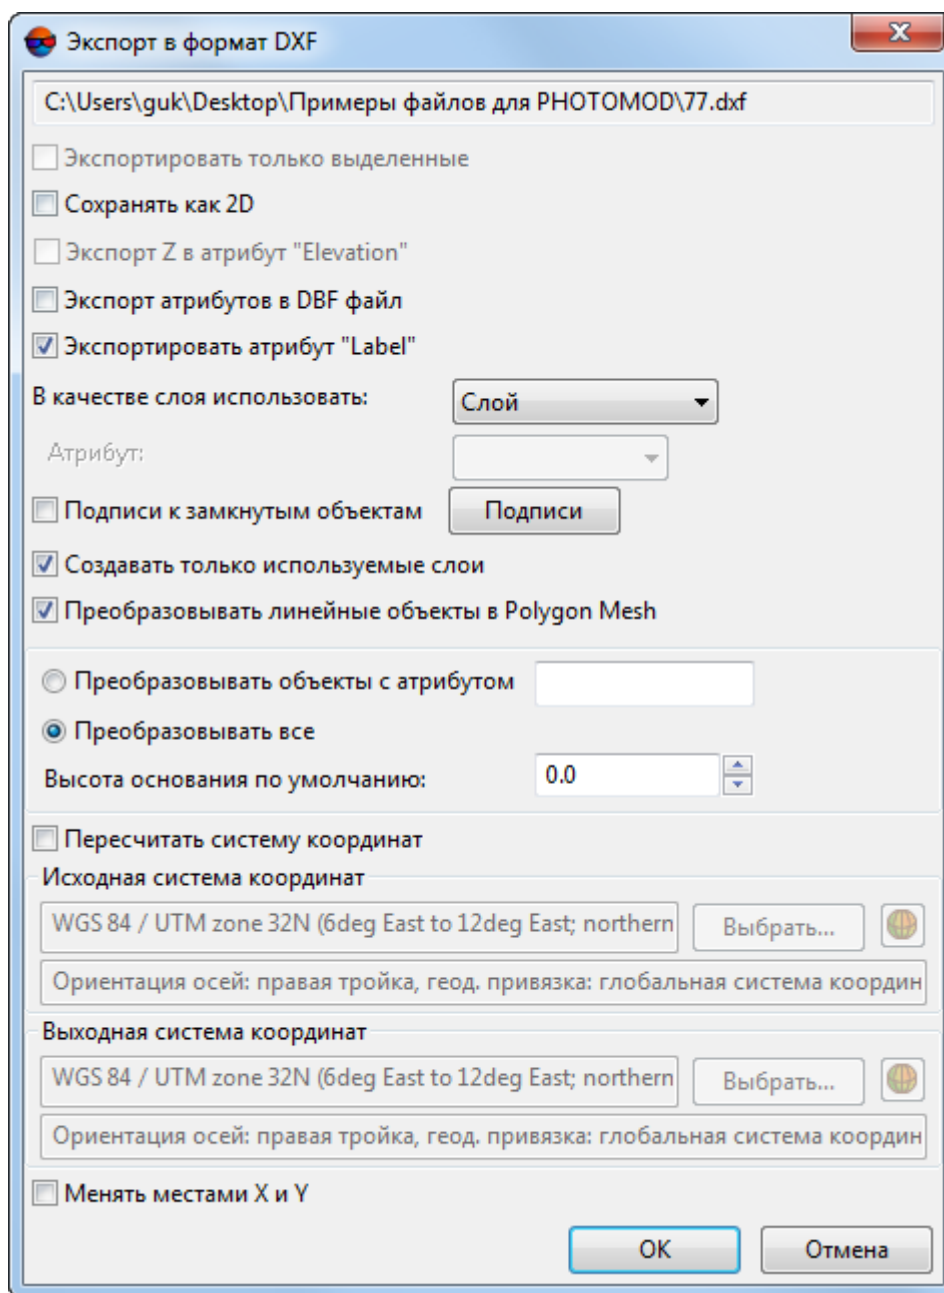 Экспорт в формат DXF
C:\Users\guk\Desktop\Примеры файлов для PHOTOMOD\77.dxf
Экспортировать только выделенные
Сохранять как 2D
Экспорт Z в атрибут "Elevation"
Экспорт атрибутов в DBF файл
Экспортировать атрибут "Label"
В качестве слоя использовать: Слой
Атрибут:
Подписи к замкнутым объектам Подписи
Создавать только используемые слои
Преобразовывать линейные объекты в Polygon Mesh
Преобразовывать объекты с атрибутом
Преобразовывать все
Высота основания по умолчанию: 0.0
Пересчитать систему координат
Исходная система координат
WGS 84 / UTM zone 32N (6deg East to 12deg East; northern Выбрать...
Ориентация осей: правая тройка, геод. привязка: глобальная система координ
Выходная система координат
WGS 84 / UTM zone 32N (6deg East to 12deg East; northern Выбрать...
Ориентация осей: правая тройка, геод. привязка: глобальная система координ
Менять местами X и Y
OK Отмена